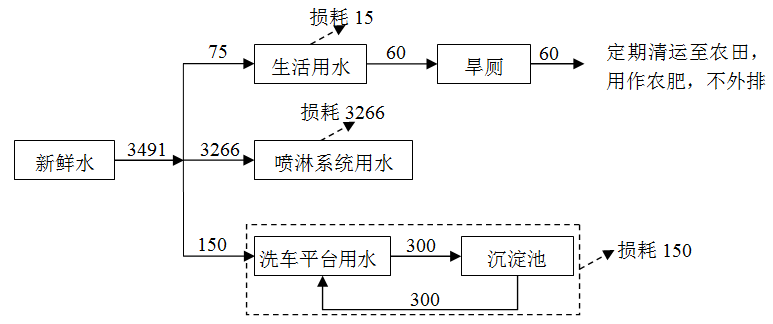 损耗 15
75
生活用水
60
旱厕
60
定期清运至农田，
用作农肥，不外排
损耗 3266
新鲜水
3491
3266
喷淋系统用水
150
洗车平台用水
300
沉淀池
损耗 150
300